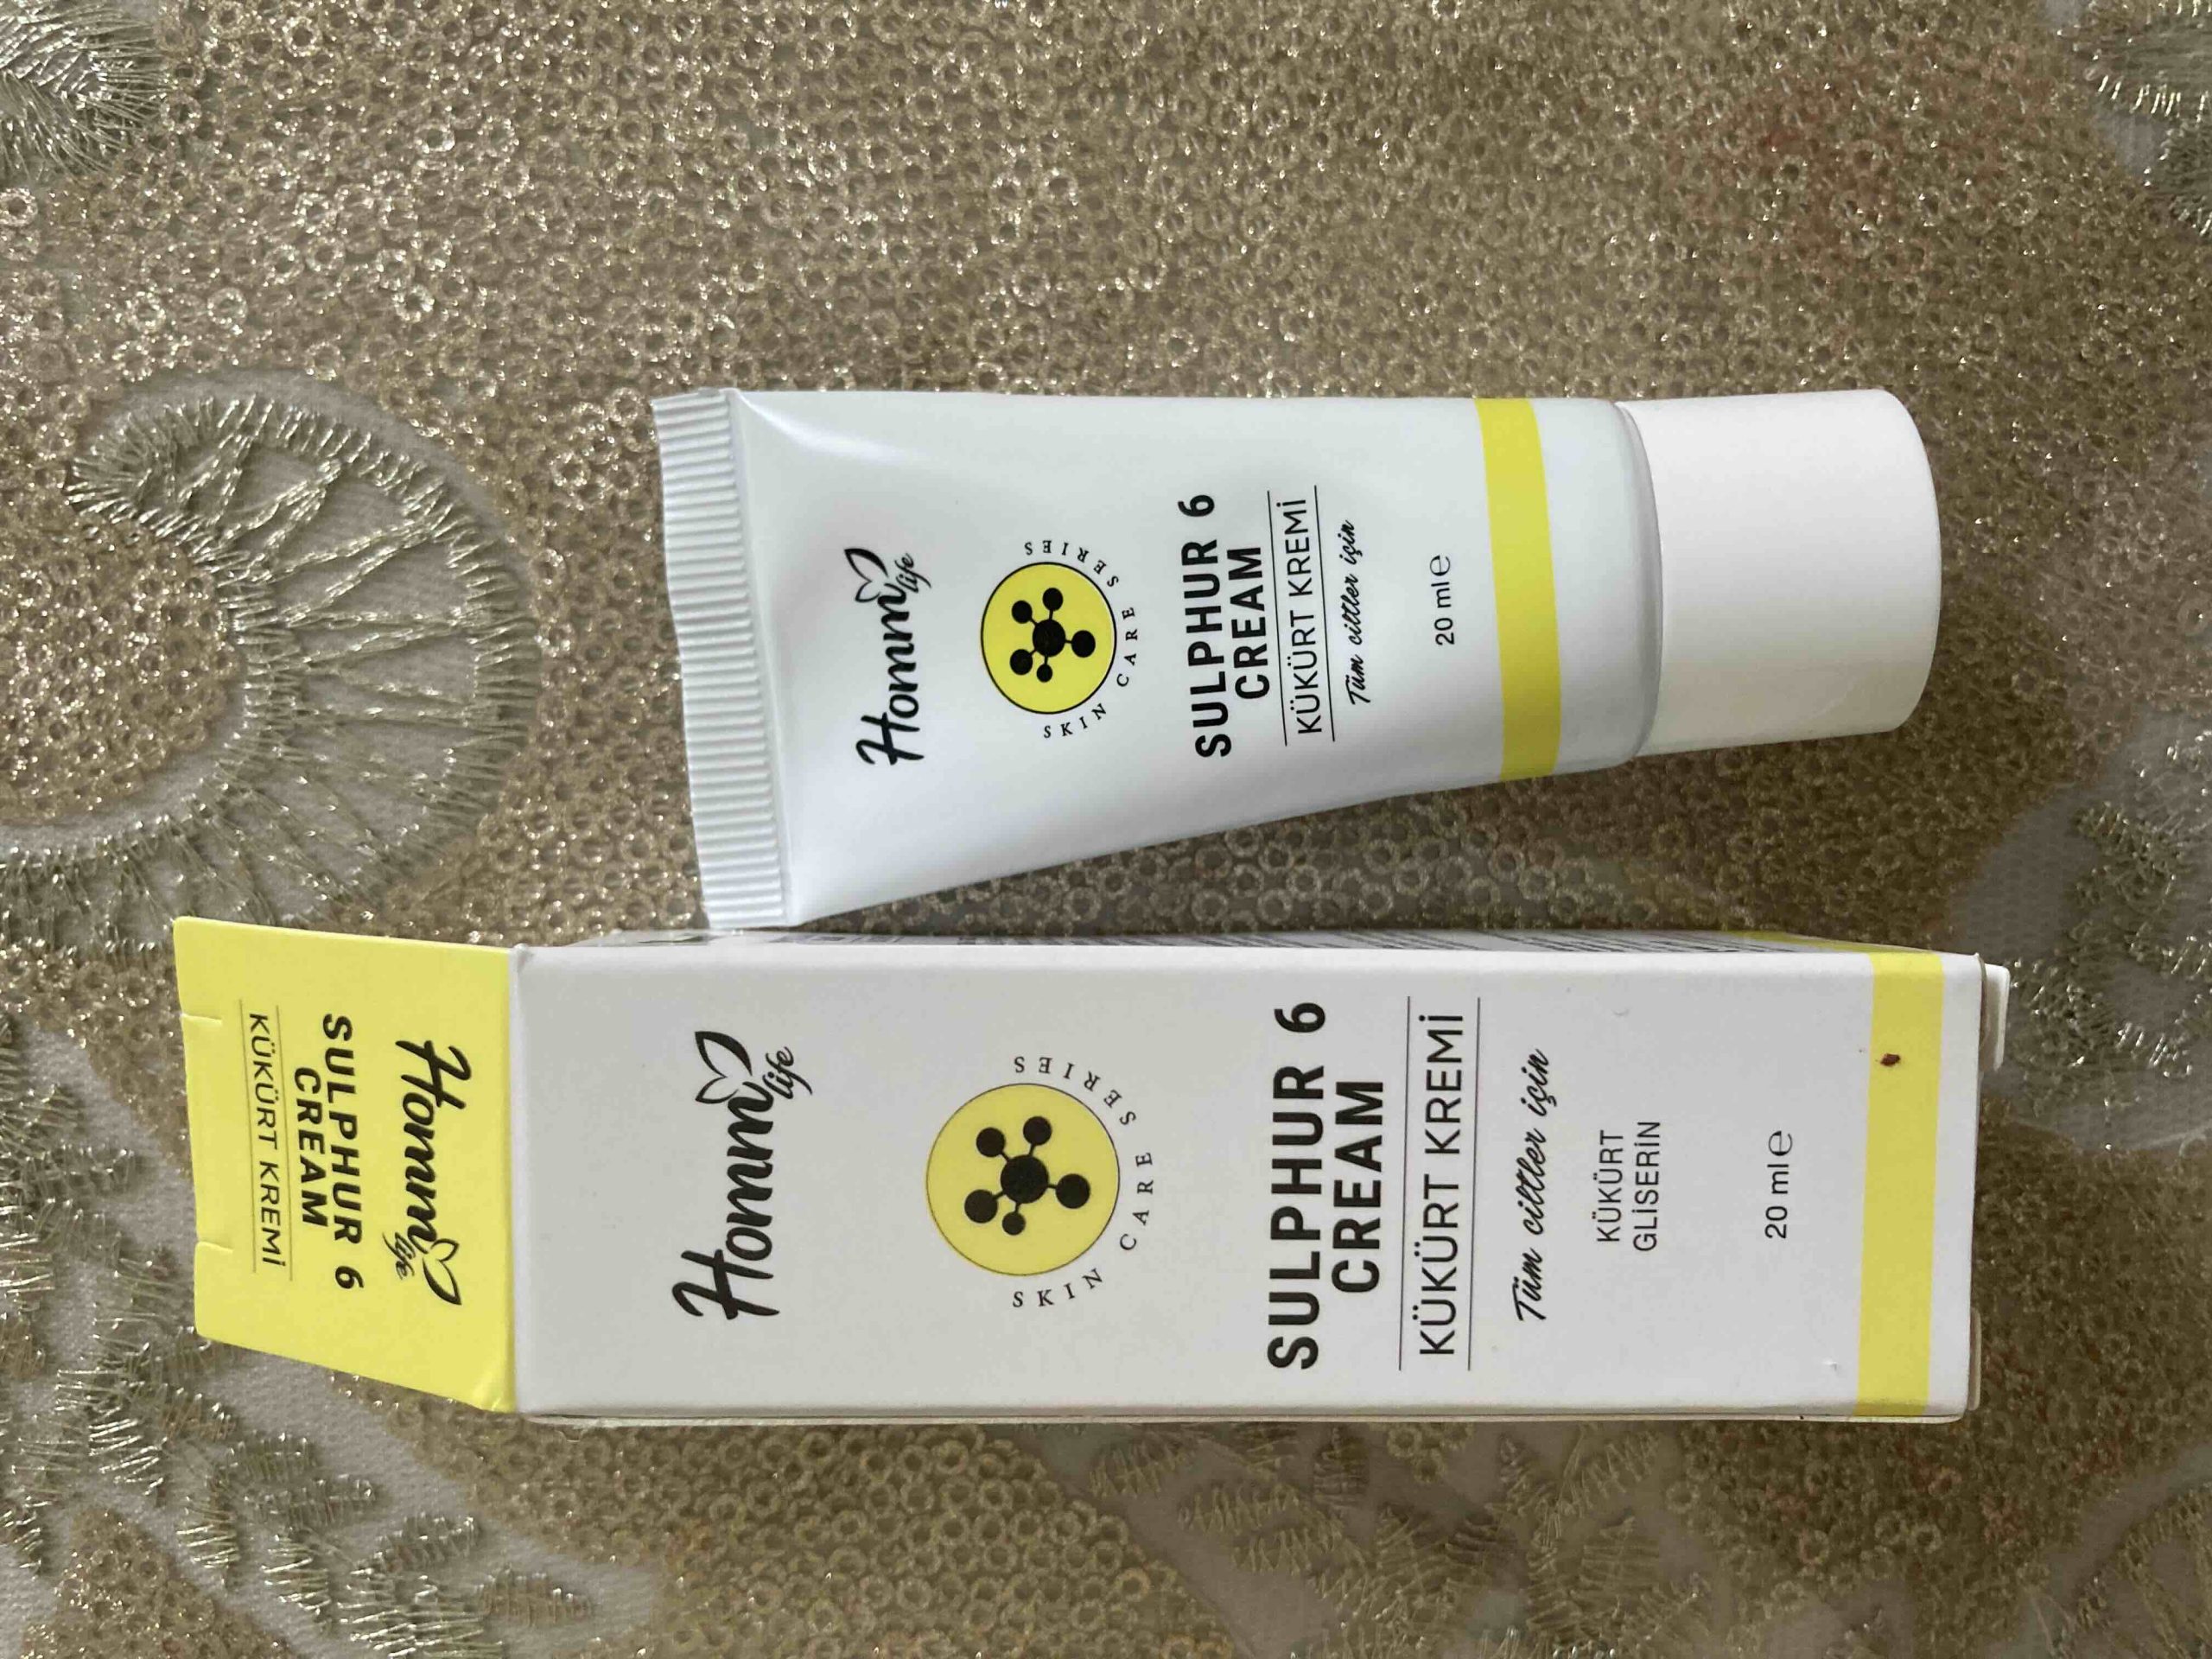 Homm life
SKIN CARE SERIES
SULPHUR 6
CREAM
KÜKÜRT KREMİ
Tüm ciltler için
20 ml℮
Homm life
SULPHUR 6
CREAM
KÜKÜRT KREMİ
Homm life
SKIN CARE SERIES
SULPHUR 6
CREAM
KÜKÜRT KREMİ
Tüm ciltler için
KÜKÜRT
GLİSERİN
20 ml℮